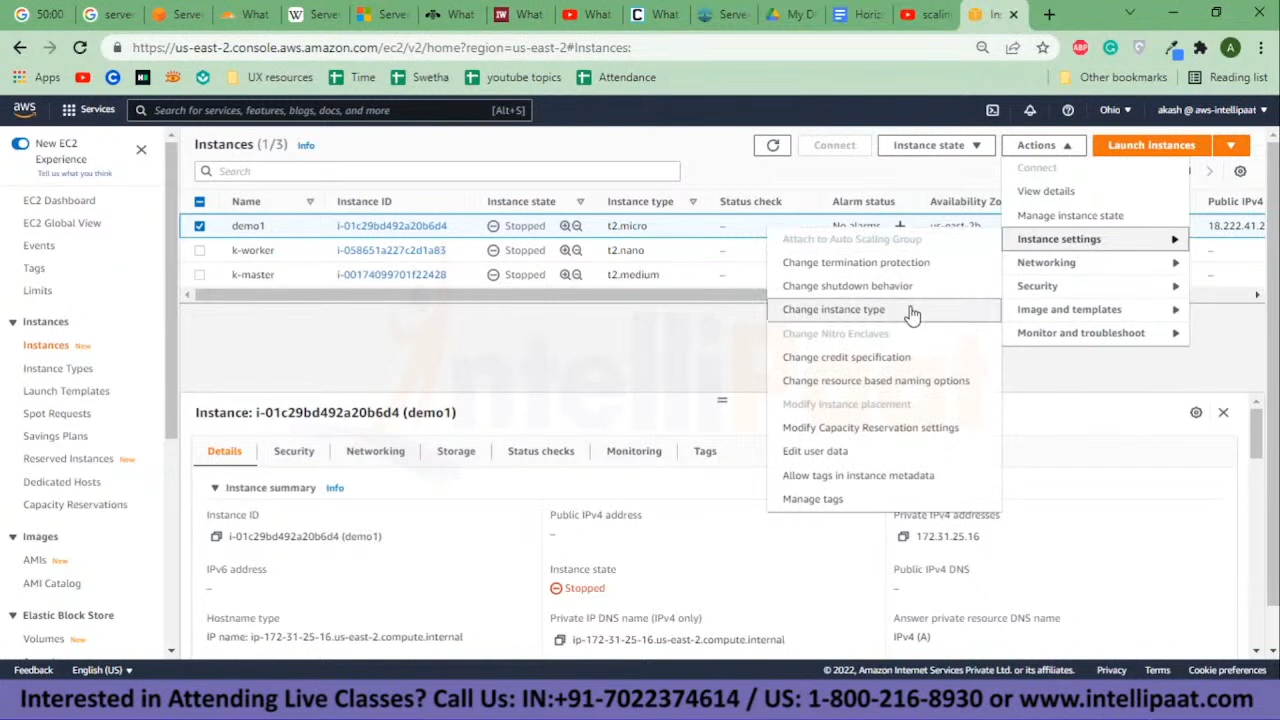 50:00
server
Serve
What
Serve
Serve
What
What
What
What
Serve
My D
Horiz
scalin
Ins
https://us-east-2.console.aws.amazon.com/ec2/v2/home?region=us-east-2#Instances:
ABP
A
Apps
UX resources
Time
Swetha
youtube topics
Attendance
Other bookmarks
Reading list
aws
Services
Search for services, features, blogs, docs, and more
[Alt+S]
Ohio
akash @ aws-intellipaat
New EC2
Experience
Tell us what you think
EC2 Dashboard
EC2 Global View
Events
Tags
Limits
Instances
Instances New
Instance Types
Launch Templates
Spot Requests
Savings Plans
Reserved Instances New
Dedicated Hosts
Capacity Reservations
Images
AMIs New
AMI Catalog
Elastic Block Store
Volumes New
Instances (1/3) Info
Connect
Instance state
Actions
Launch instances
Search
Name
Instance ID
Instance state
Instance type
Status check
Alarm status
Availability Zo
Public IPv4
demo1
i-01c29bd492a20b6d4
Stopped
t2.micro
–
No alarms
us-east-2b
18.222.41.2
k-worker
i-058651a227c2d1a83
Stopped
t2.nano
–
k-master
i-00174099701f22428
Stopped
t2.medium
–
Connect
View details
Manage instance state
Instance settings
Networking
Security
Image and templates
Monitor and troubleshoot
Attach to Auto Scaling Group
Change termination protection
Change shutdown behavior
Change instance type
Change Nitro Enclaves
Change credit specification
Change resource based naming options
Modify instance placement
Modify Capacity Reservation settings
Edit user data
Allow tags in instance metadata
Manage tags
intelliPaat
Instance: i-01c29bd492a20b6d4 (demo1)
Details
Security
Networking
Storage
Status checks
Monitoring
Tags
Instance summary Info
Instance ID
i-01c29bd492a20b6d4 (demo1)
Public IPv4 address
–
Private IPv4 addresses
172.31.25.16
IPv6 address
–
Instance state
Stopped
Public IPv4 DNS
–
Hostname type
IP name: ip-172-31-25-16.us-east-2.compute.internal
Private IP DNS name (IPv4 only)
ip-172-31-25-16.us-east-2.compute.internal
Answer private resource DNS name
IPv4 (A)
Feedback
English (US)
© 2022, Amazon Internet Services Private Ltd. or its affiliates.
Privacy
Terms
Cookie preferences
Interested in Attending Live Classes? Call Us: IN:+91-7022374614 / US: 1-800-216-8930 or www.intellipaat.com